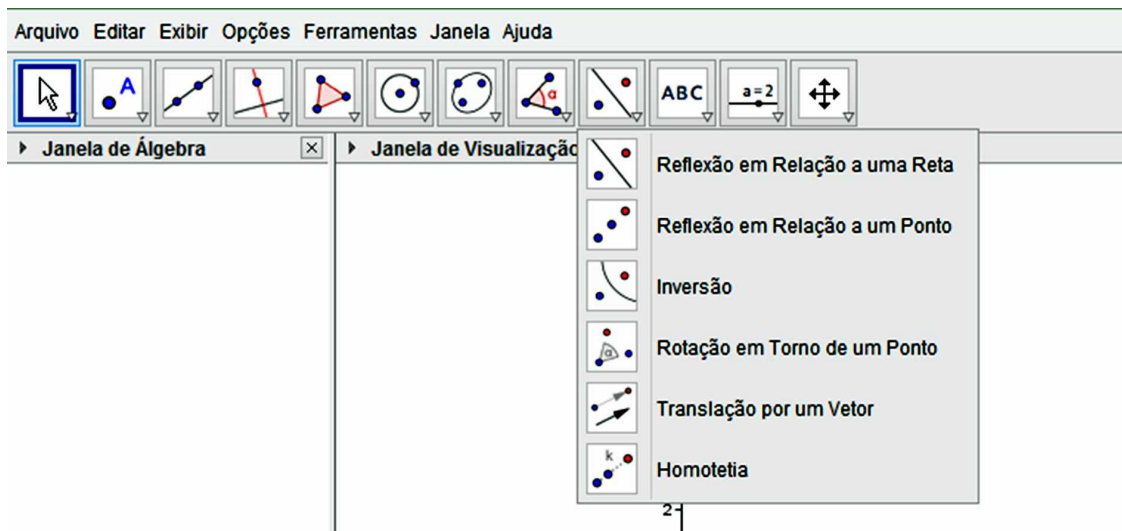 Arquivo Editar Exibir Opções Ferramentas Janela Ajuda
A
α
ABC
a=2
Janela de Álgebra
Janela de Visualização
Reflexão em Relação a uma Reta
Reflexão em Relação a um Ponto
Inversão
α
Rotação em Torno de um Ponto
Translação por um Vetor
k
Homotetia
2